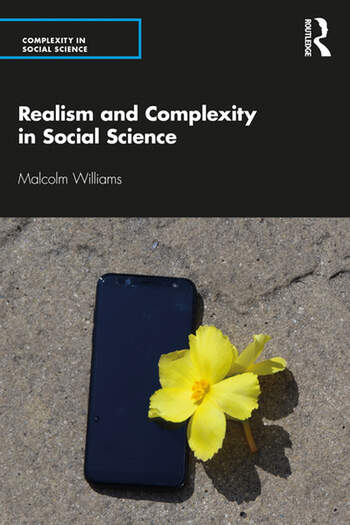 COMPLEXITY IN
SOCIAL SCIENCE
ROUTLEDGE
Realism and Complexity
in Social Science
Malcolm Williams